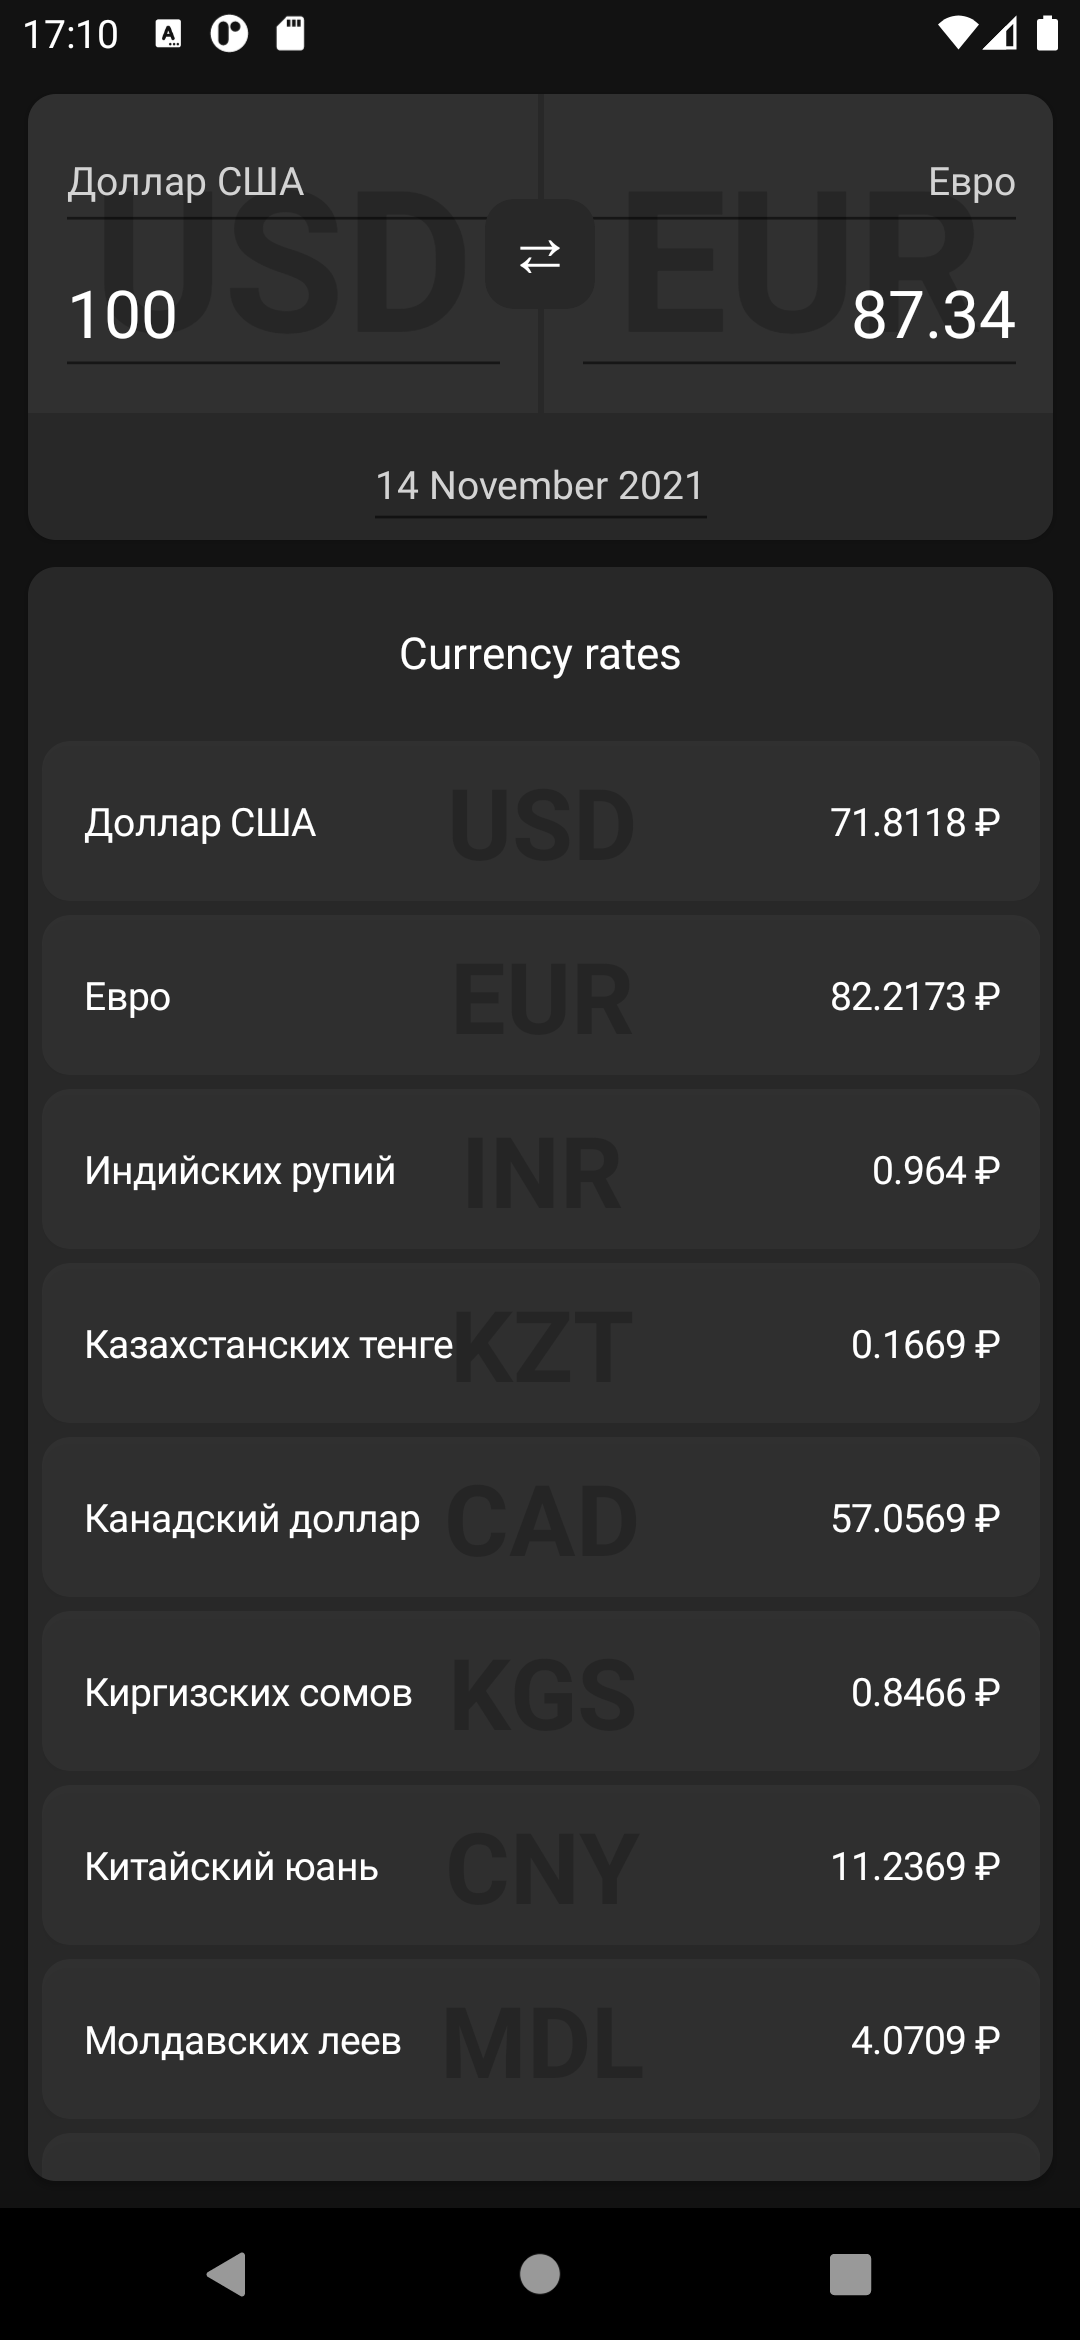 17:10
Доллар США
Евро
USD
EUR
100
87.34
14 November 2021
Currency rates
Доллар США USD 71.8118 ₽
Евро EUR 82.2173 ₽
Индийских рупий INR 0.964 ₽
Казахстанских тенге KZT 0.1669 ₽
Канадский доллар CAD 57.0569 ₽
Киргизских сомов KGS 0.8466 ₽
Китайский юань CNY 11.2369 ₽
Молдавских леев MDL 4.0709 ₽